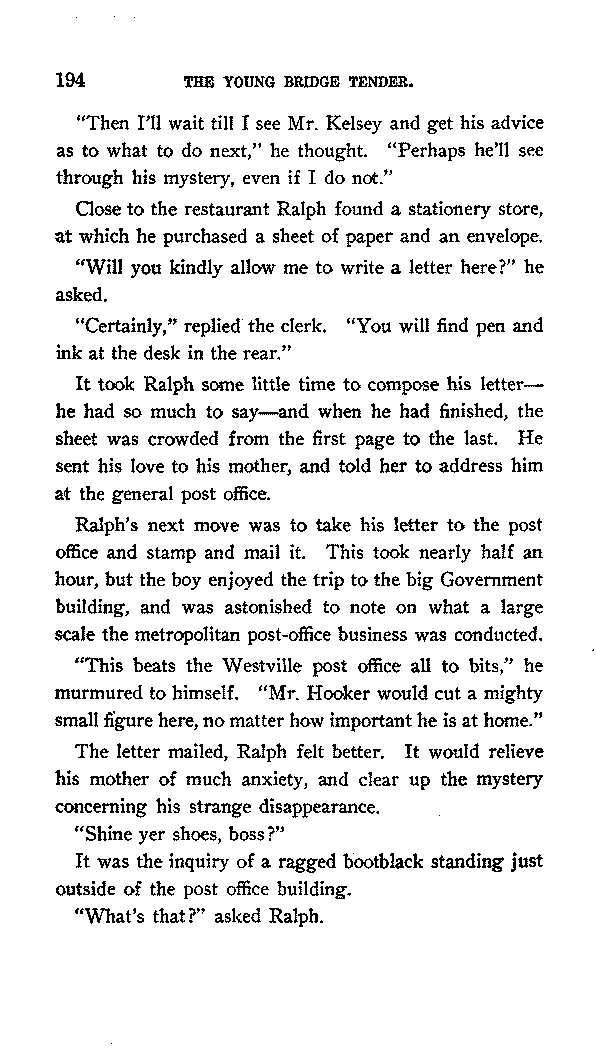 194 THE YOUNG BRIDGE TENDER.
"Then I'll wait till I see Mr. Kelsey and get his advice
as to what to do next," he thought. "Perhaps he'll see
through his mystery, even if I do not."
Close to the restaurant Ralph found a stationery store,
at which he purchased a sheet of paper and an envelope.
"Will you kindly allow me to write a letter here?" he
asked.
"Certainly," replied the clerk. "You will find pen and
ink at the desk in the rear."
It took Ralph some little time to compose his letter—
he had so much to say—and when he had finished, the
sheet was crowded from the first page to the last. He
sent his love to his mother, and told her to address him
at the general post office.
Ralph's next move was to take his letter to the post
office and stamp and mail it. This took nearly half an
hour, but the boy enjoyed the trip to the big Government
building, and was astonished to note on what a large
scale the metropolitan post-office business was conducted.
"This beats the Westville post office all to bits," he
murmured to himself. "Mr. Hooker would cut a mighty
small figure here, no matter how important he is at home."
The letter mailed, Ralph felt better. It would relieve
his mother of much anxiety, and clear up the mystery
concerning his strange disappearance.
"Shine yer shoes, boss?"
It was the inquiry of a ragged bootblack standing just
outside of the post office building.
"What's that?" asked Ralph.